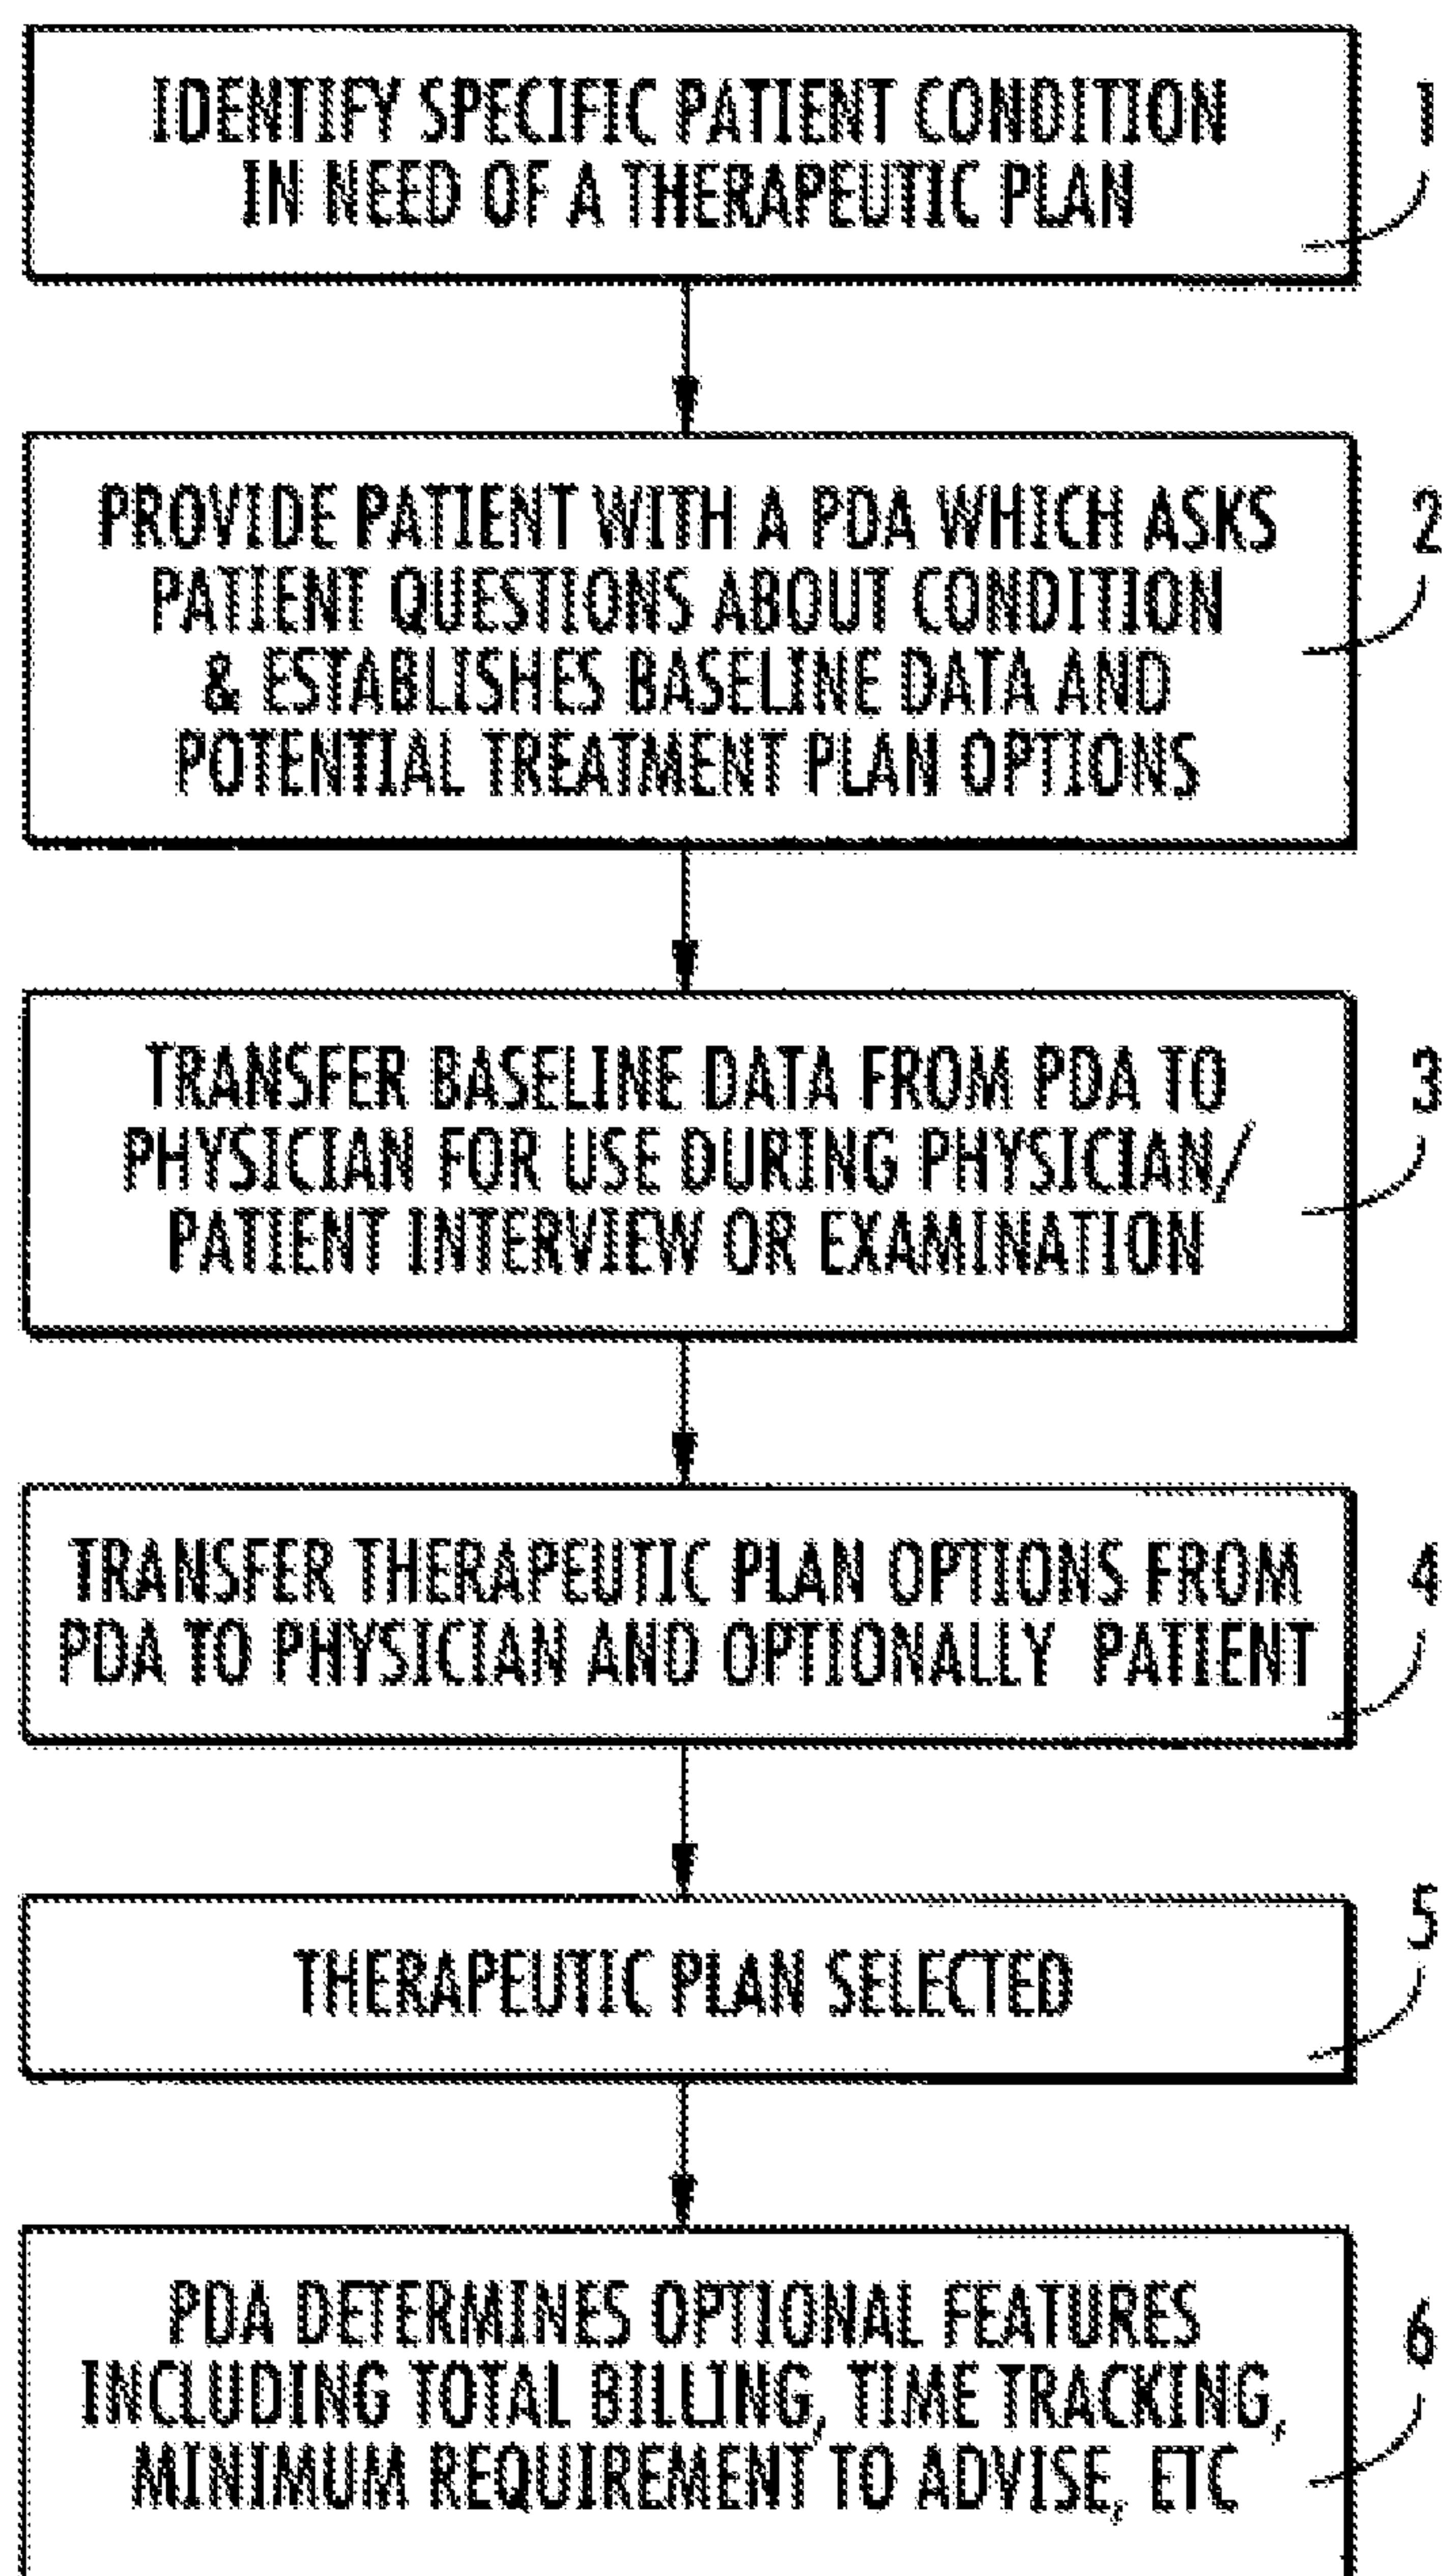 IDENTIFY SPECIFIC PATIENT CONDITION
IN NEED OF A THERAPEUTIC PLAN
1
PROVIDE PATIENT WITH A PDA WHICH ASKS
PATIENT QUESTIONS ABOUT CONDITION
& ESTABLISHES BASELINE DATA AND
POTENTIAL TREATMENT PLAN OPTIONS
2
TRANSFER BASELINE DATA FROM PDA TO
PHYSICIAN FOR USE DURING PHYSICIAN/
PATIENT INTERVIEW OR EXAMINATION
3
TRANSFER THERAPEUTIC PLAN OPTIONS FROM
PDA TO PHYSICIAN AND OPTIONALLY PATIENT
4
THERAPEUTIC PLAN SELECTED
5
PDA DETERMINES OPTIONAL FEATURES
INCLUDING TOTAL BILLING, TIME TRACKING,
MINIMUM REQUIREMENT TO ADVISE, ETC
6